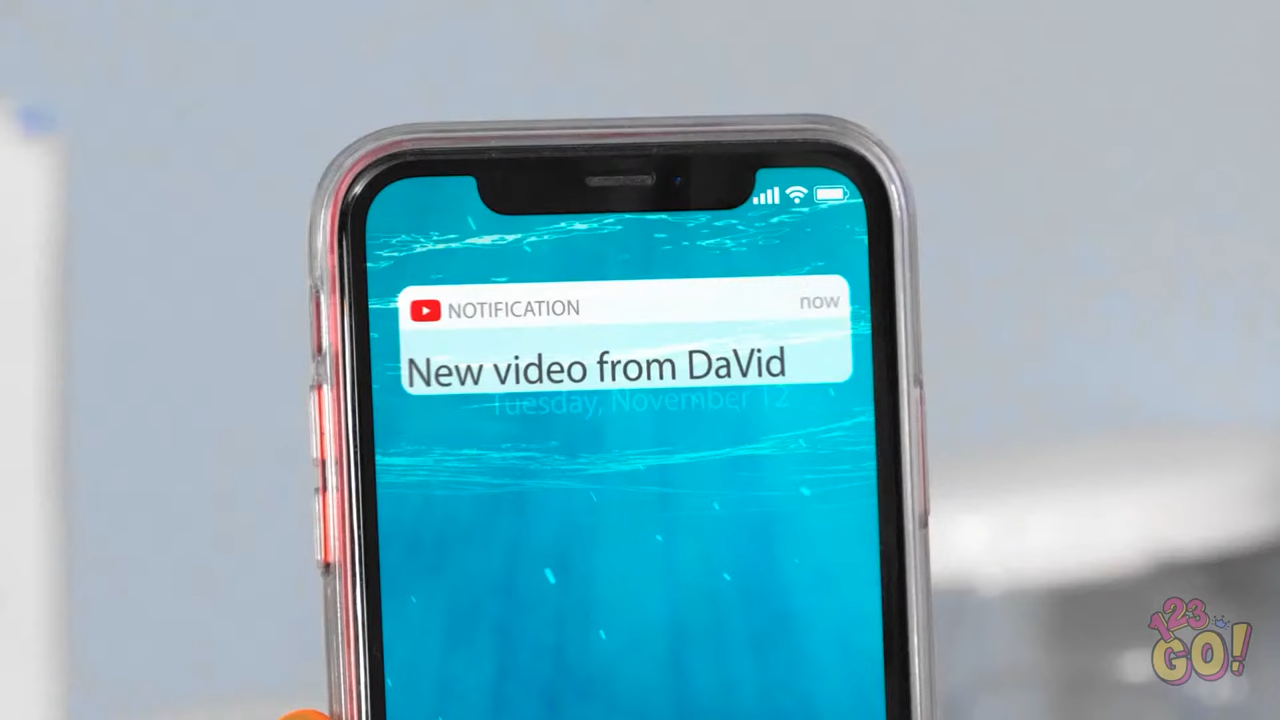 NOTIFICATION
now
New video from DaVid
Tuesday, November 12
123
GO!